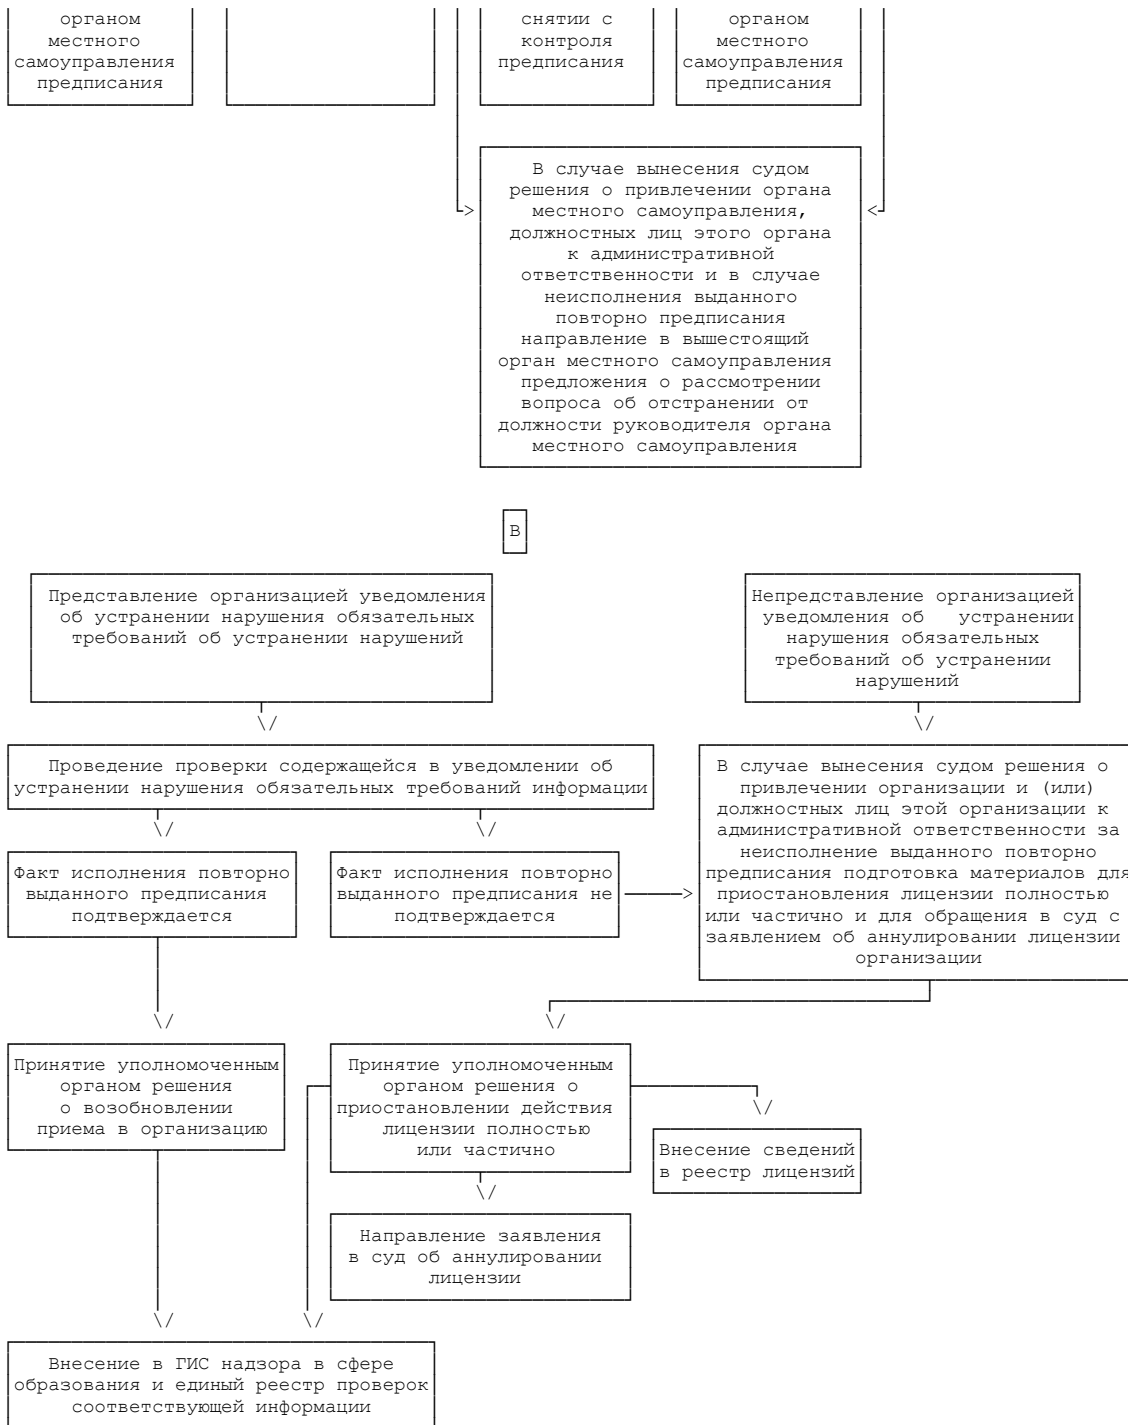 органом
местного
самоуправления
предписания
снятии с
контроля
предписания
органом
местного
самоуправления
предписания
В случае вынесения судом
решения о привлечении органа
местного самоуправления,
должностных лиц этого органа
к административной
ответственности и в случае
неисполнения выданного
повторно предписания
направление в вышестоящий
орган местного самоуправления
предложения о рассмотрении
вопроса об отстранении от
должности руководителя органа
местного самоуправления
В
Представление организацией уведомления
об устранении нарушения обязательных
требований об устранении нарушений
Непредставление организацией
уведомления об устранении
нарушения обязательных
требований об устранении
нарушений
Проведение проверки содержащейся в уведомлении об
устранении нарушения обязательных требований информации
В случае вынесения судом решения о
привлечении организации и (или)
должностных лиц этой организации к
административной ответственности за
неисполнение выданного повторно
предписания подготовка материалов для
приостановления лицензии полностью
или частично и для обращения в суд с
заявлением об аннулировании лицензии
организации
Факт исполнения повторно
выданного предписания
подтверждается
Факт исполнения повторно
выданного предписания не
подтверждается
Принятие уполномоченным
органом решения
о возобновлении
приема в организацию
Принятие уполномоченным
органом решения о
приостановлении действия
лицензии полностью
или частично
Внесение сведений
в реестр лицензий
Направление заявления
в суд об аннулировании
лицензии
Внесение в ГИС надзора в сфере
образования и единый реестр проверок
соответствующей информации